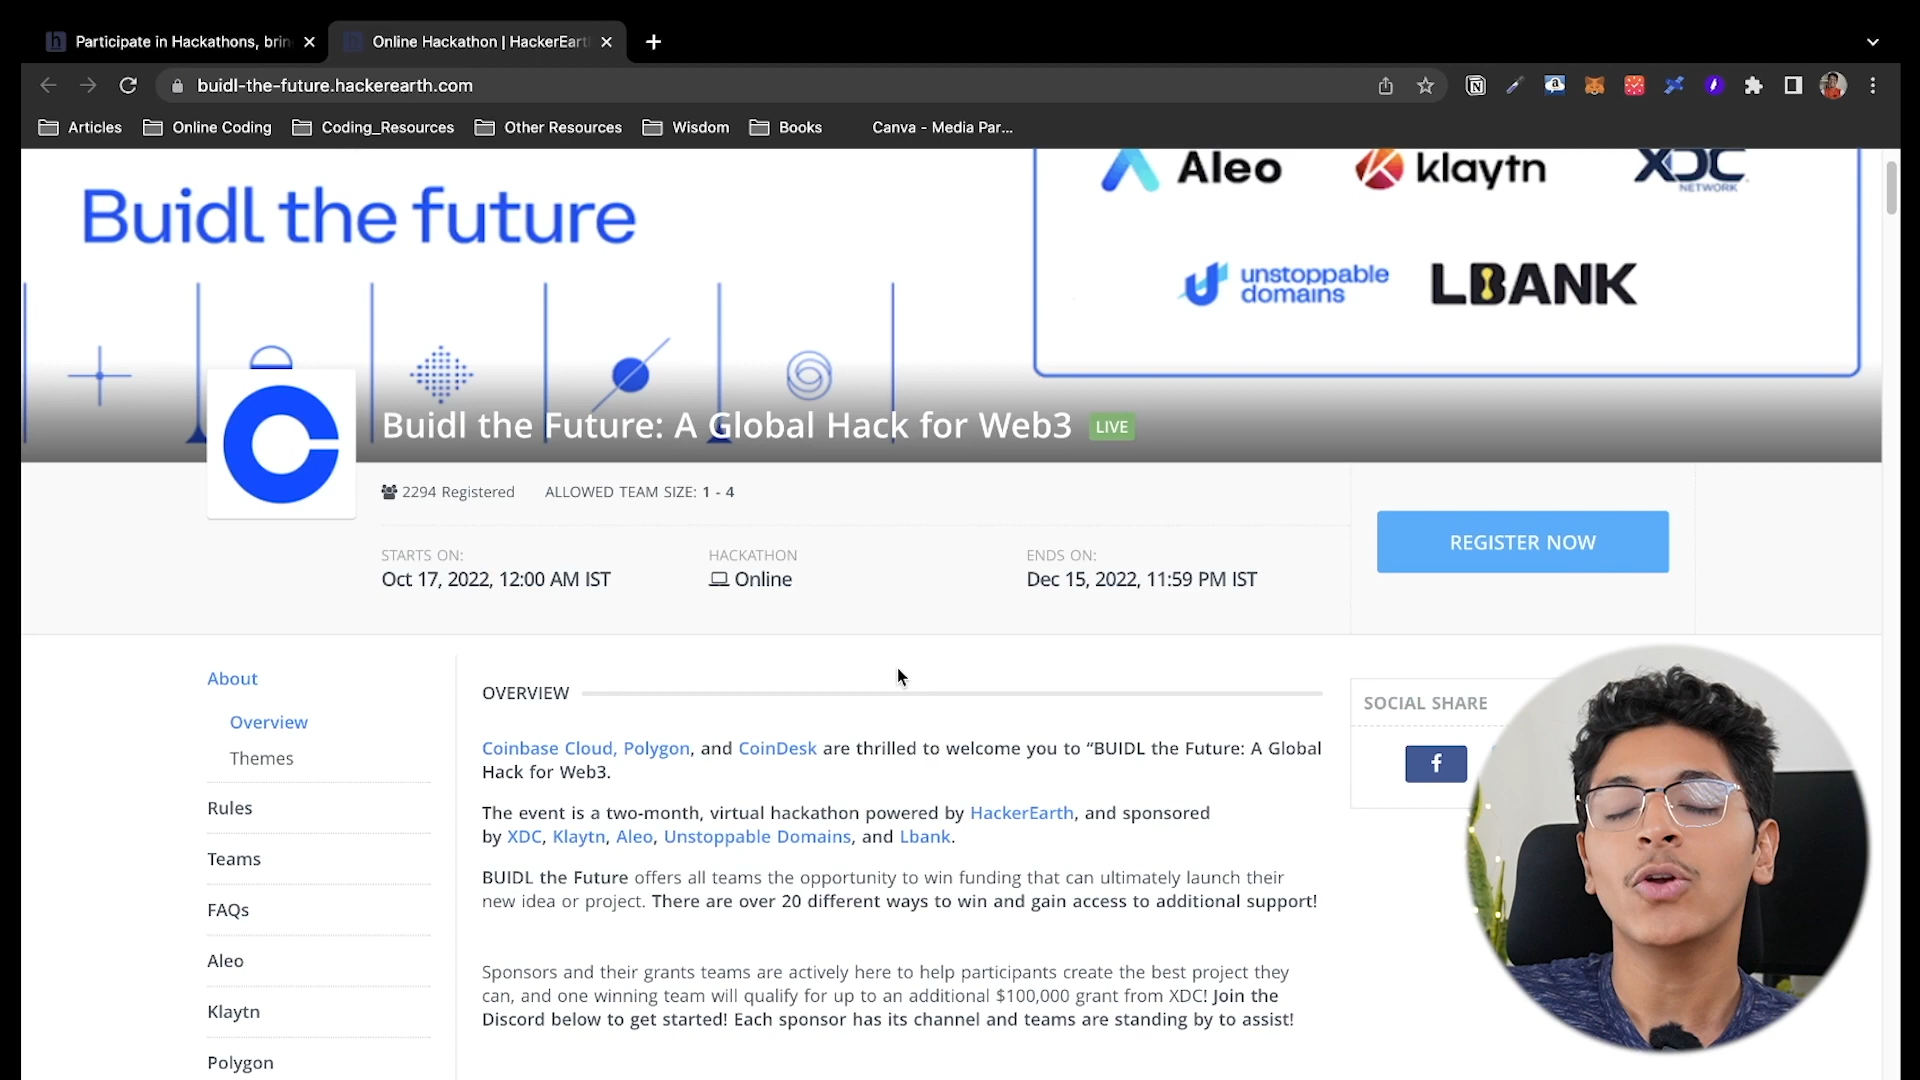 Participate in Hackathons, brin
Online Hackathon | HackerEart
buidl-the-future.hackerearth.com
Articles
Online Coding
Coding_Resources
Other Resources
Wisdom
Books
Canva - Media Par...
Buidl the future
Aleo
klaytn
XDC
NETWORK
unstoppable
domains
LBANK
Buidl the Future: A Global Hack for Web3 LIVE
2294 Registered
ALLOWED TEAM SIZE: 1 - 4
STARTS ON:
Oct 17, 2022, 12:00 AM IST
HACKATHON
Online
ENDS ON:
Dec 15, 2022, 11:59 PM IST
REGISTER NOW
About
Overview
Themes
Rules
Teams
FAQs
Aleo
Klaytn
Polygon
OVERVIEW
Coinbase Cloud, Polygon, and CoinDesk are thrilled to welcome you to “BUIDL the Future: A Global
Hack for Web3.
The event is a two-month, virtual hackathon powered by HackerEarth, and sponsored
by XDC, Klaytn, Aleo, Unstoppable Domains, and Lbank.
BUIDL the Future offers all teams the opportunity to win funding that can ultimately launch their
new idea or project. There are over 20 different ways to win and gain access to additional support!
Sponsors and their grants teams are actively here to help participants create the best project they
can, and one winning team will qualify for up to an additional $100,000 grant from XDC! Join the
Discord below to get started! Each sponsor has its channel and teams are standing by to assist!
SOCIAL SHARE